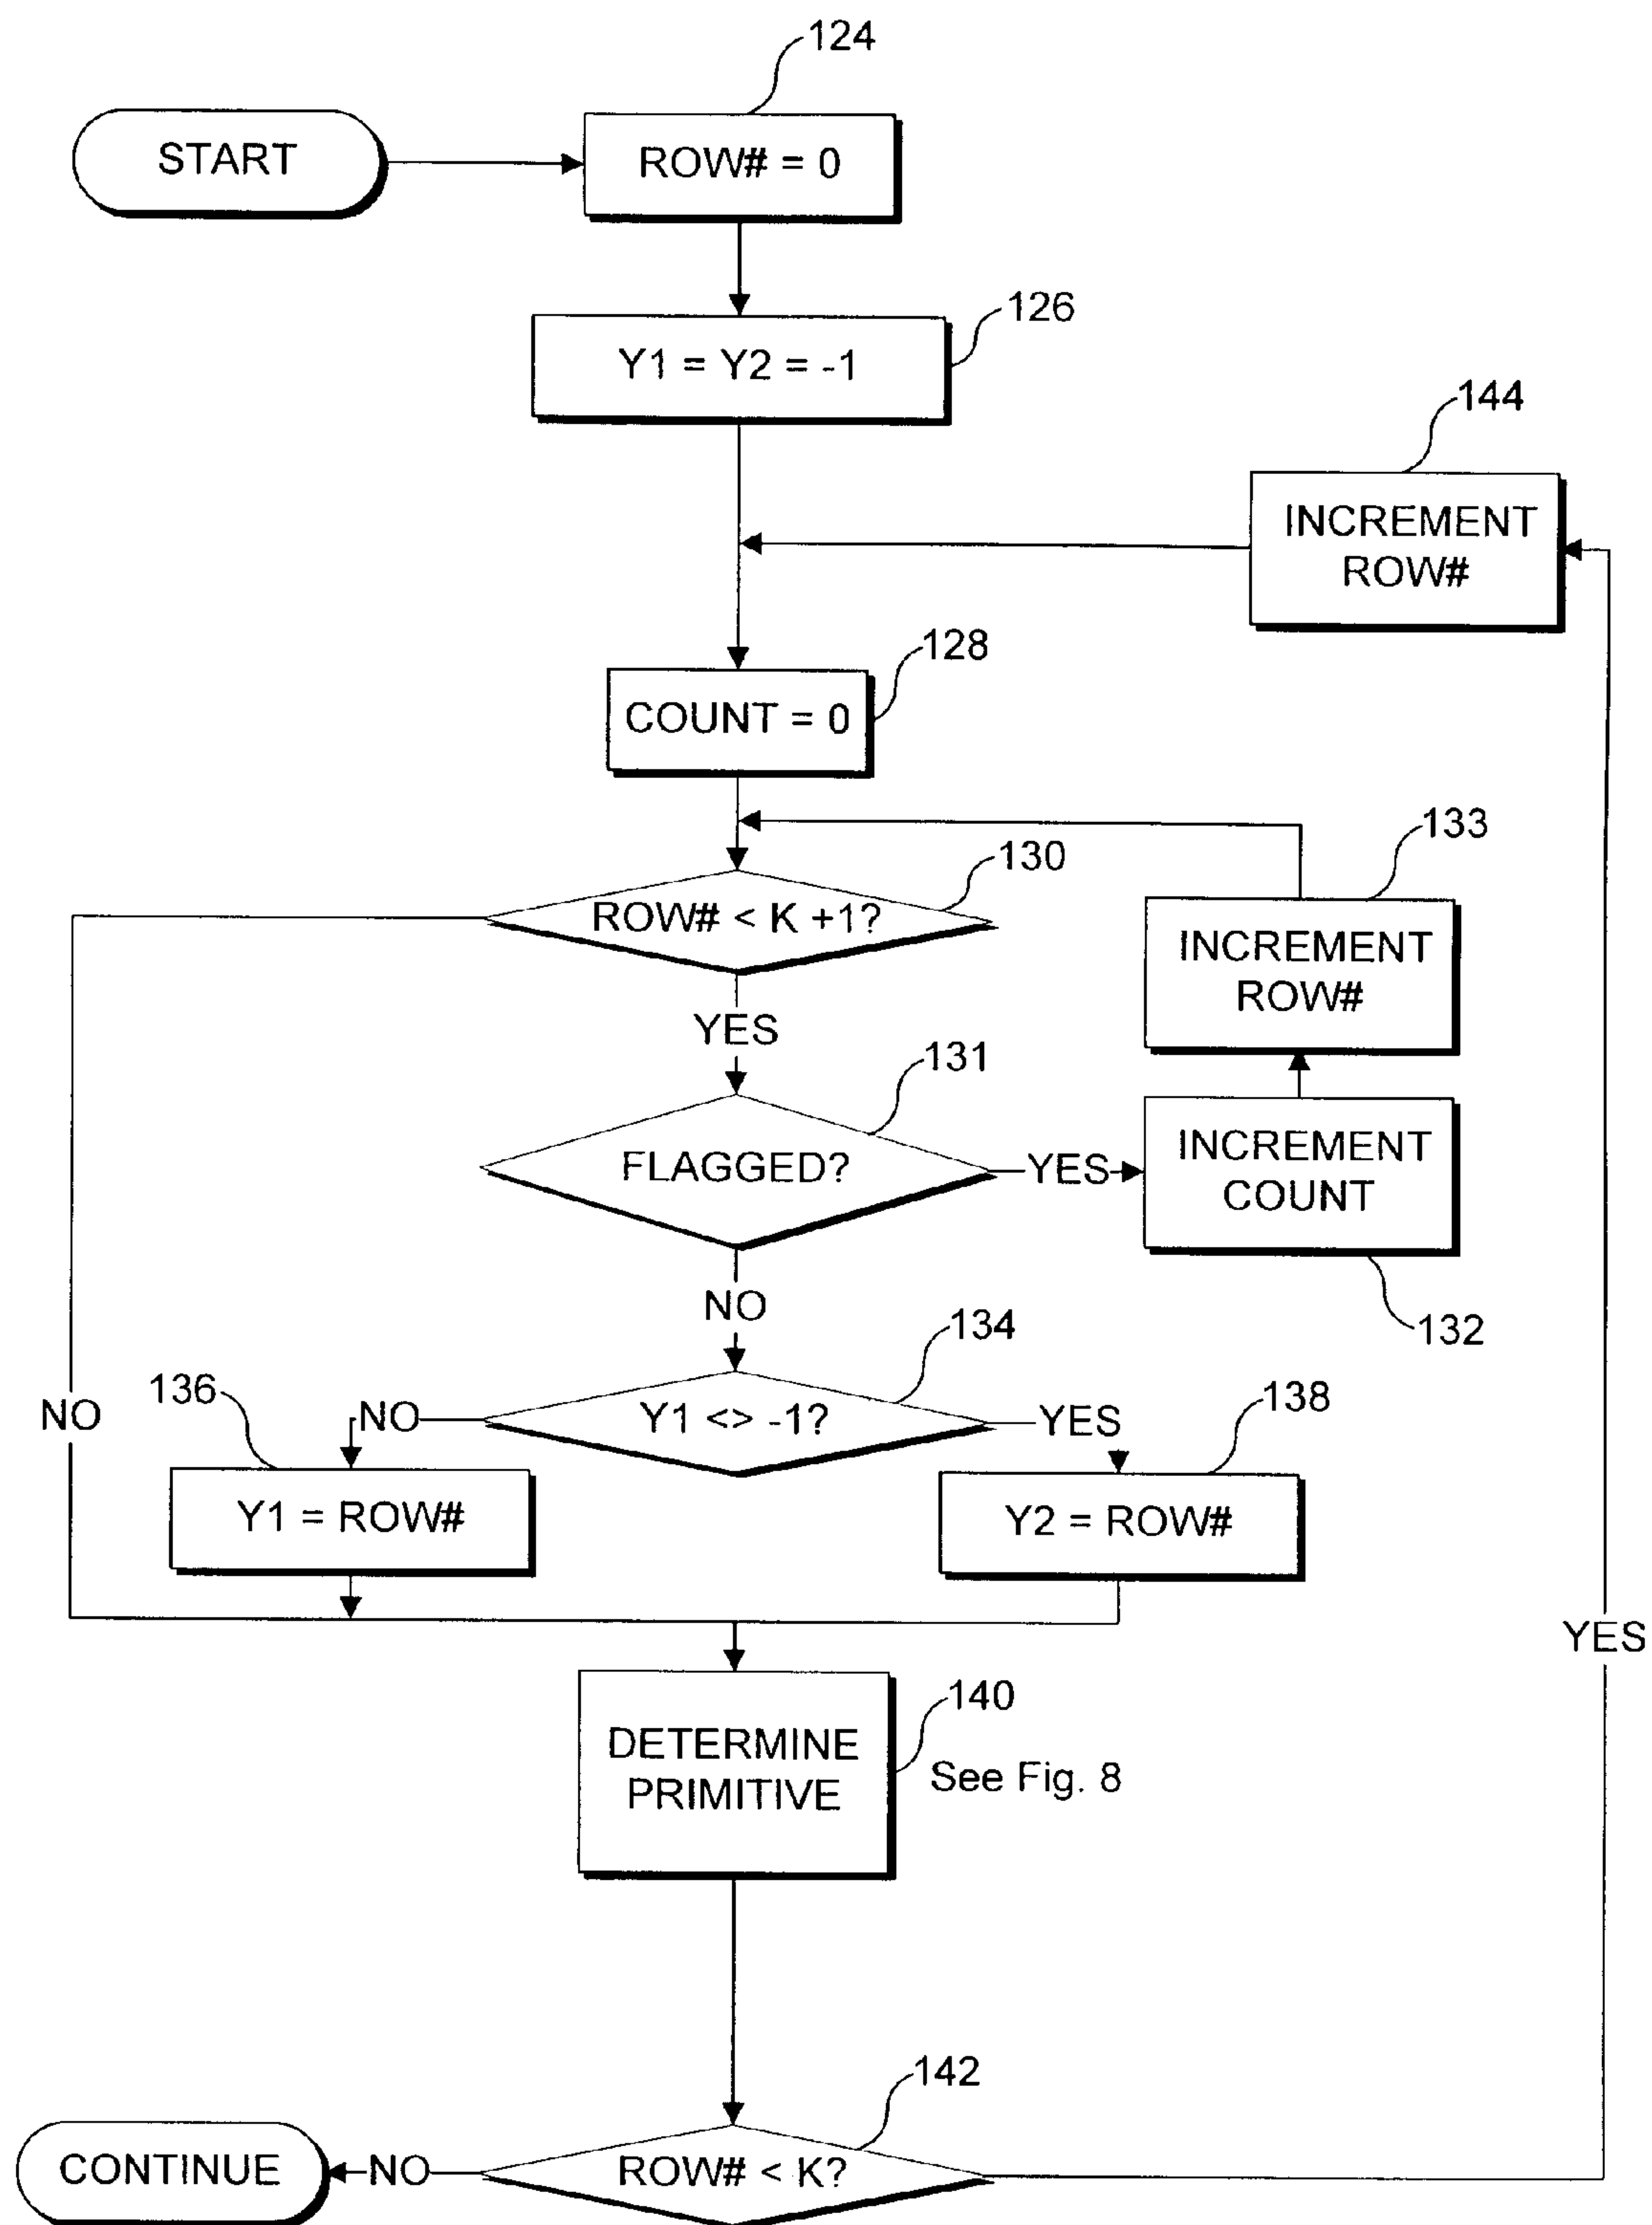 124
START
ROW# = 0
126
Y1 = Y2 = -1
144
INCREMENT
ROW#
128
COUNT = 0
133
130
ROW# < K +1?
INCREMENT
ROW#
YES
131
FLAGGED?
YES
INCREMENT
COUNT
NO
134
132
136
138
NO
NO
Y1 <> -1?
YES
Y1 = ROW#
Y2 = ROW#
YES
140
DETERMINE
PRIMITIVE
See Fig. 8
142
CONTINUE
NO
ROW# < K?